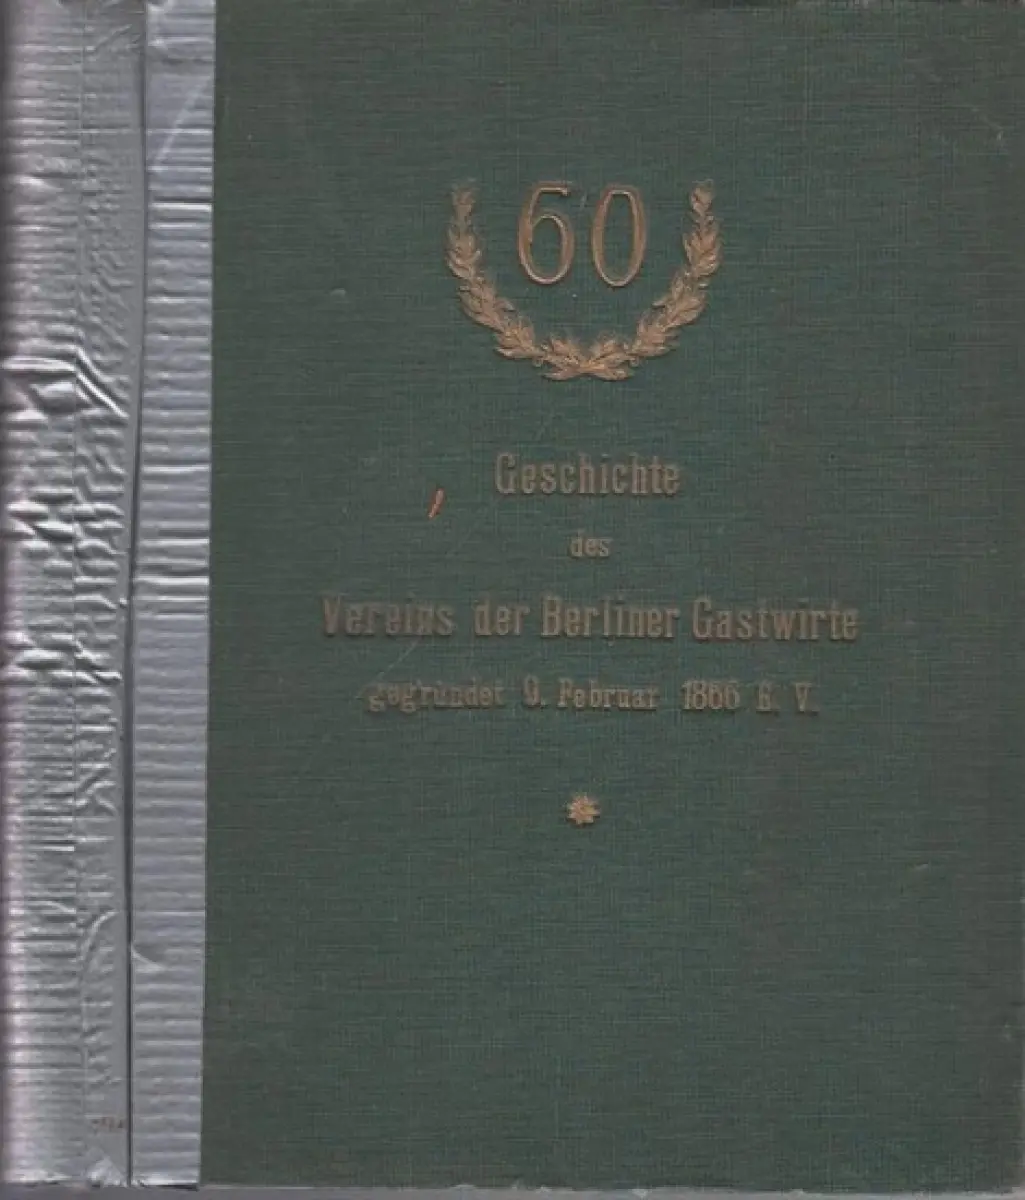 60
Geschichte
des
Vereins der Berliner Gastwirte
gegründet 9. Februar 1866 E. V.